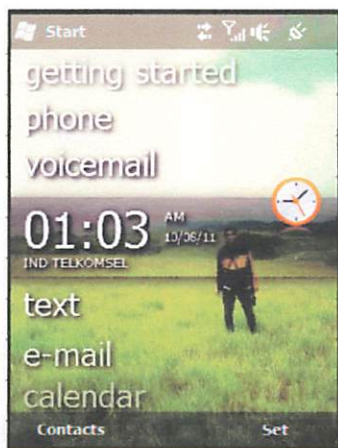 Start
getting started
phone
voicemail
01:03 AM
10/06/11
IND TELKOMSEL
text
e-mail
calendar
Contacts Set